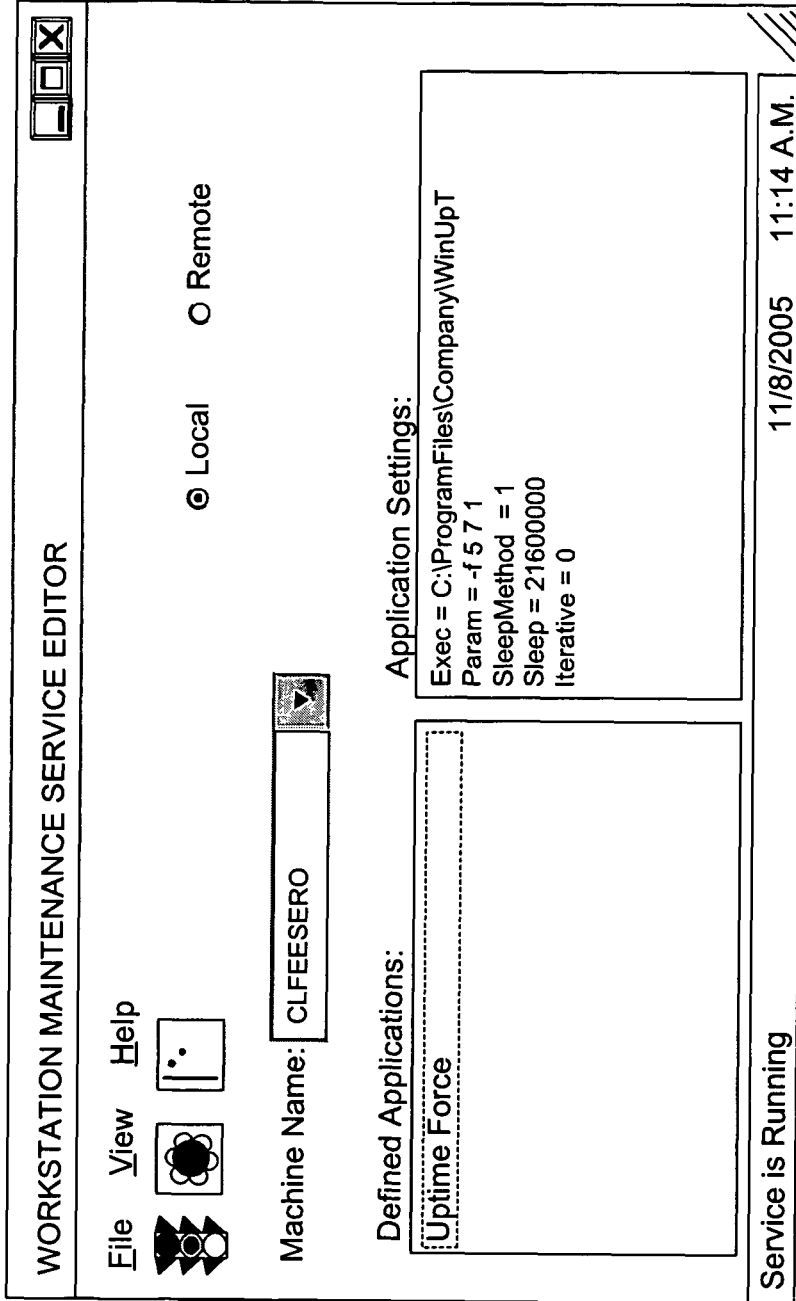 WORKSTATION MAINTENANCE SERVICE EDITOR
File View Help
Local Remote
Machine Name: CLFEESERO
Defined Applications:
Uptime Force
Application Settings:
Exec = C:\ProgramFiles\Company\WinUpT
Param = -f 5 7 1
SleepMethod = 1
Sleep = 21600000
Iterative = 0
Service is Running 11/8/2005 11:14 A.M.